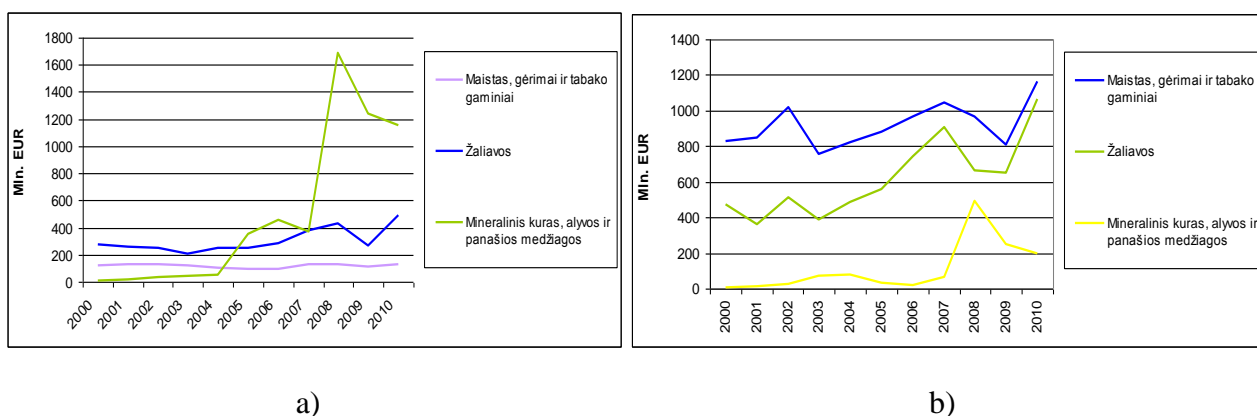 1800
1600
1400
1200
1000
800
600
400
200
0
Mln. EUR
2000
2001
2002
2003
2004
2005
2006
2007
2008
2009
2010
Maistas, gėrimai ir tabako
gaminiai
Žaliavos
Mineralinis kuras, alyvos ir
panašios medžiagos
a)
1400
1200
1000
800
600
400
200
0
Mln. EUR
2000
2001
2002
2003
2004
2005
2006
2007
2008
2009
2010
Maistas, gėrimai ir tabako
gaminiai
Žaliavos
Mineralinis kuras, alyvos ir
panašios medžiagos
b)